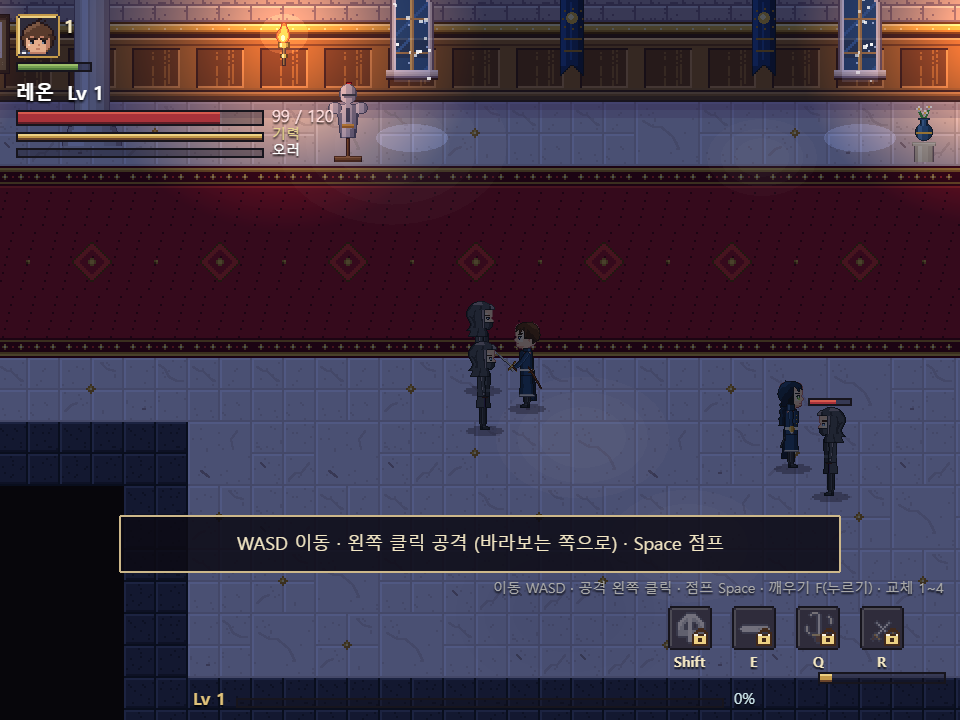 1
레온 Lv 1
99 / 120
기력
오러
WASD 이동 · 왼쪽 클릭 공격 (바라보는 쪽으로) · Space 점프
이동 WASD · 공격 왼쪽 클릭 · 점프 Space · 깨우기 F(누르기) · 교체 1~4
Shift E Q R
Lv 1 0%